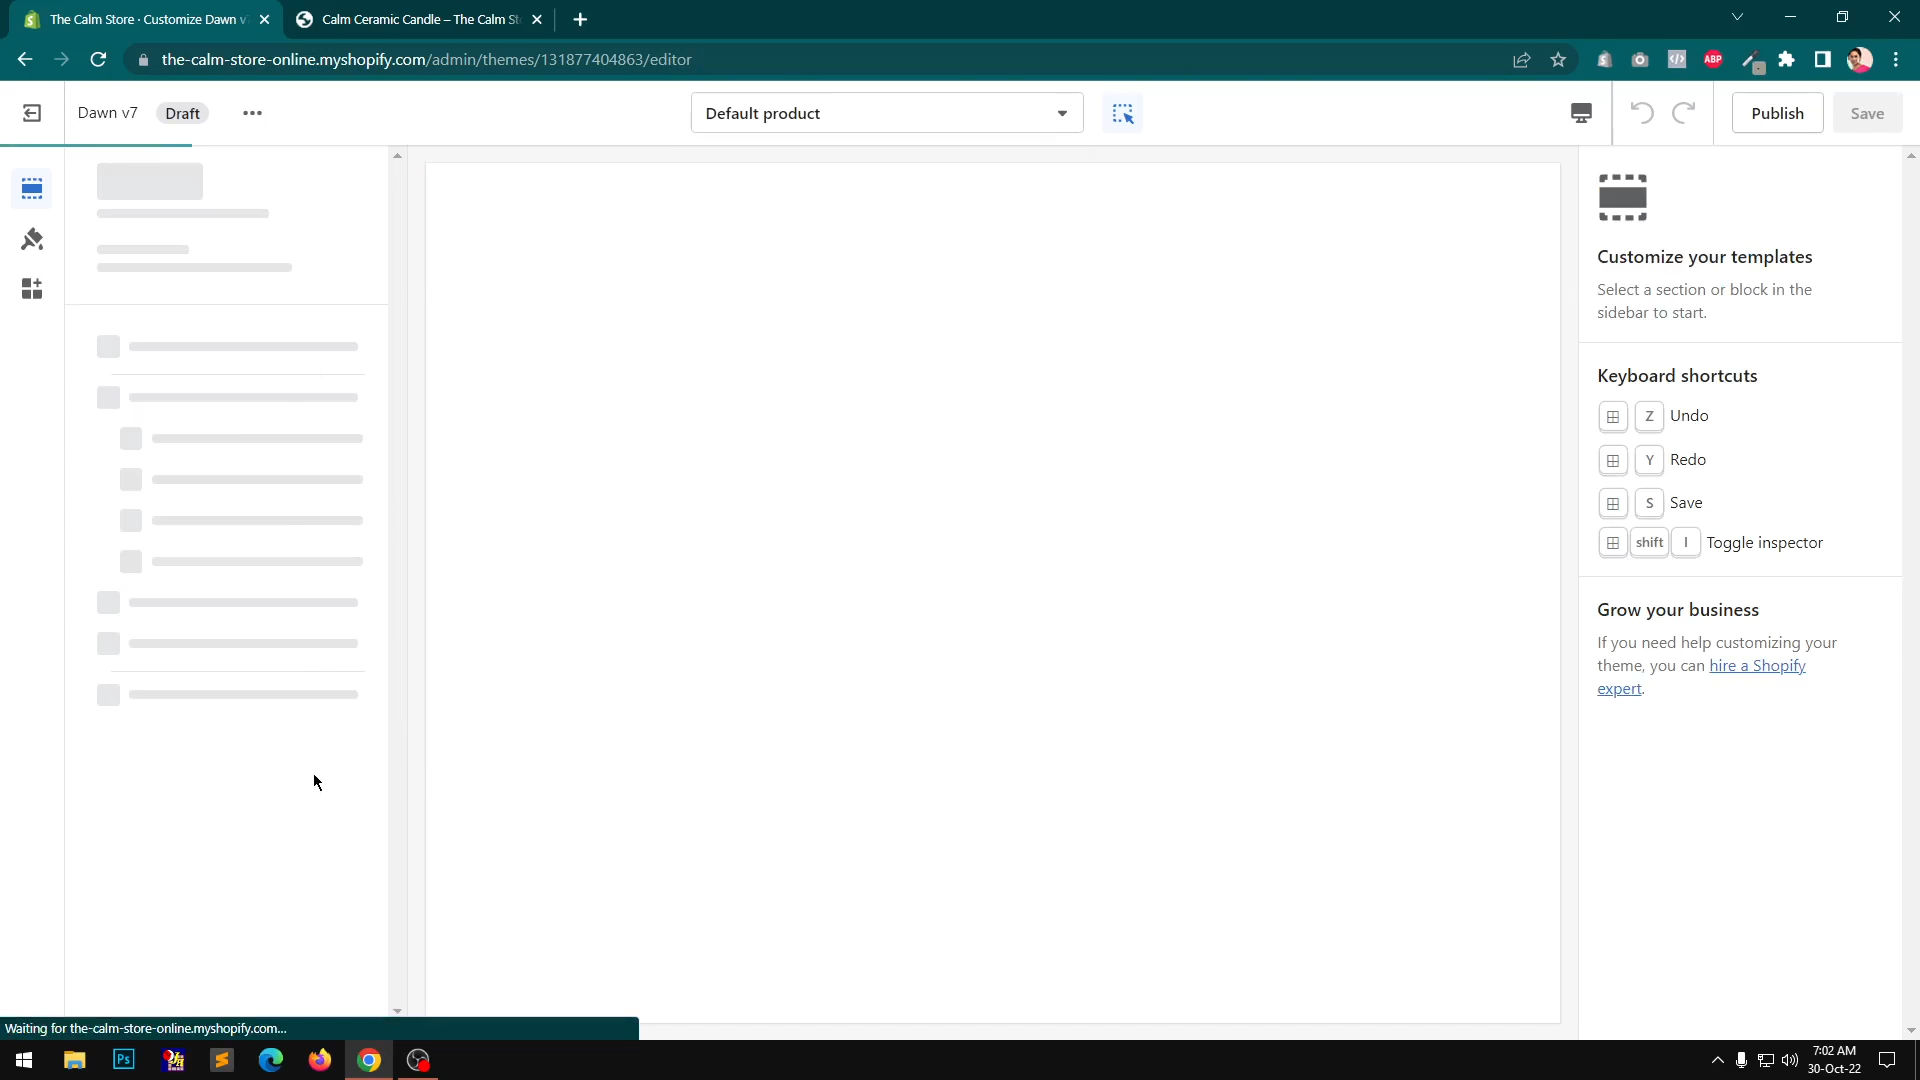 The Calm Store · Customize Dawn v
Calm Ceramic Candle – The Calm St
the-calm-store-online.myshopify.com/admin/themes/131877404863/editor
ABP
Dawn v7
Draft
Default product
Publish
Save
Customize your templates
Select a section or block in the
sidebar to start.
Keyboard shortcuts
Z Undo
Y Redo
S Save
shift I Toggle inspector
Grow your business
If you need help customizing your
theme, you can hire a Shopify
expert.
Waiting for the-calm-store-online.myshopify.com...
Ps
7:02 AM
30-Oct-22